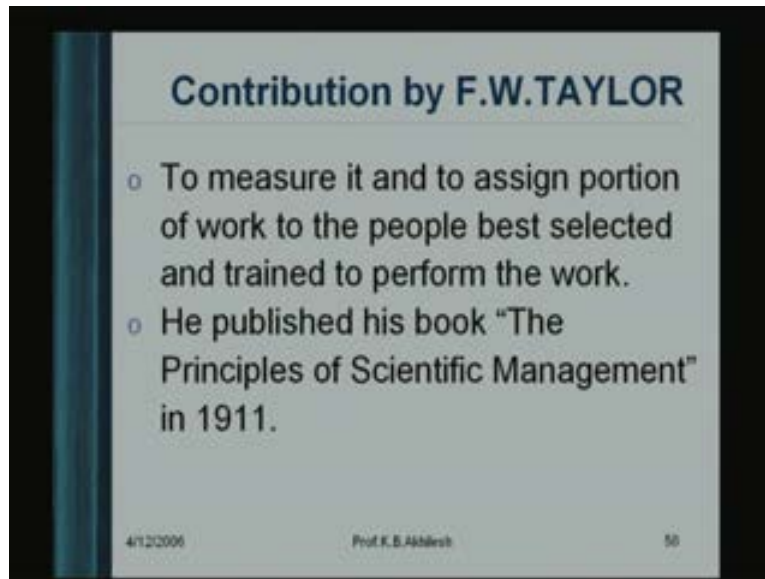 Contribution by F.W.TAYLOR
o To measure it and to assign portion
of work to the people best selected
and trained to perform the work.
o He published his book “The
Principles of Scientific Management”
in 1911.
4/12/2006 Prof.K.B.Akhilesh 50